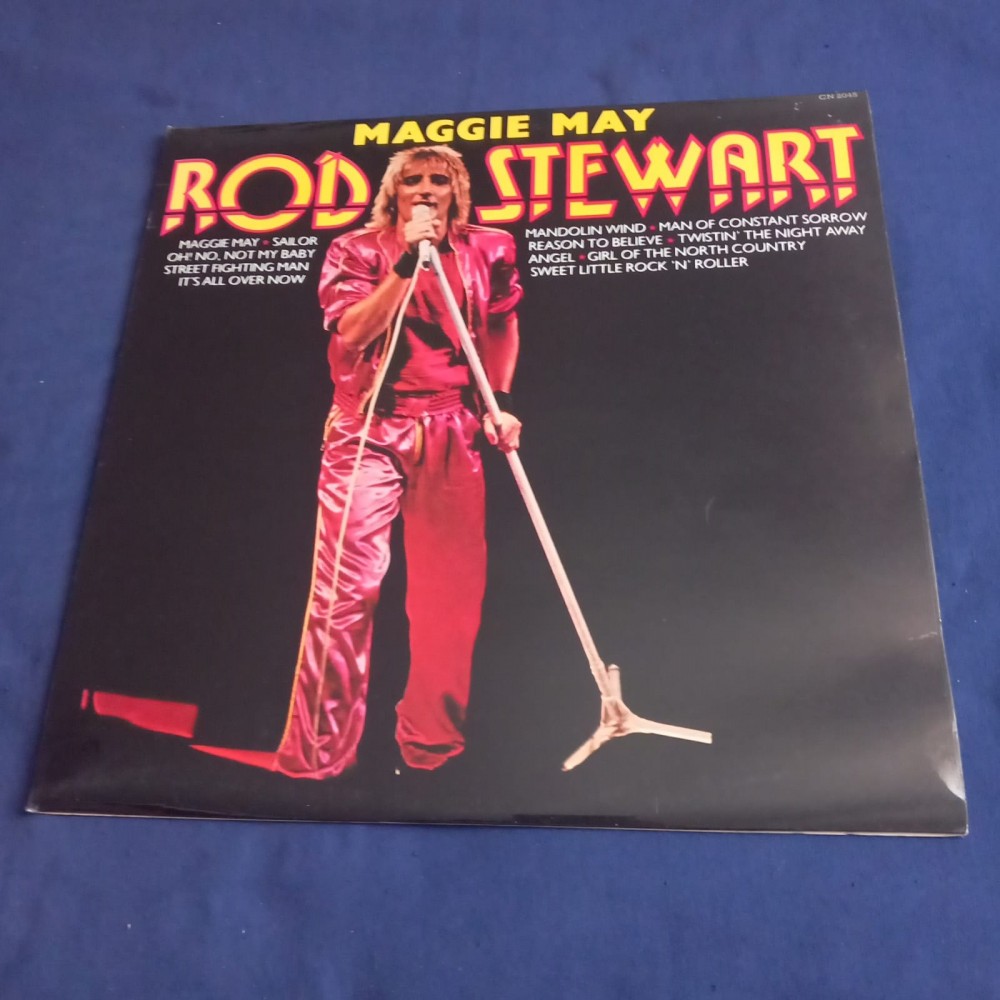 CN 2045
MAGGIE MAY
ROD STEWART
MAGGIE MAY • SAILOR
OH! NO, NOT MY BABY
STREET FIGHTING MAN
IT'S ALL OVER NOW
MANDOLIN WIND • MAN OF CONSTANT SORROW
REASON TO BELIEVE • TWISTIN' THE NIGHT AWAY
ANGEL • GIRL OF THE NORTH COUNTRY
SWEET LITTLE ROCK 'N' ROLLER